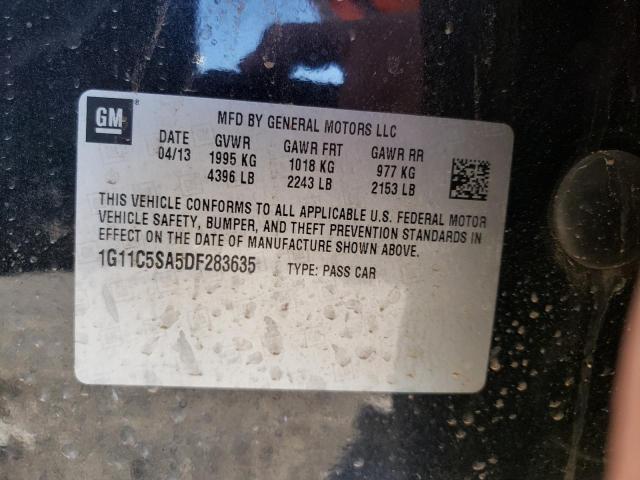 GM ®
MFD BY GENERAL MOTORS LLC
DATE GVWR GAWR FRT GAWR RR
04/13 1995 KG 1018 KG 977 KG
4396 LB 2243 LB 2153 LB
THIS VEHICLE CONFORMS TO ALL APPLICABLE U.S. FEDERAL MOTOR
VEHICLE SAFETY, BUMPER, AND THEFT PREVENTION STANDARDS IN
EFFECT ON THE DATE OF MANUFACTURE SHOWN ABOVE.
1G11C5SA5DF283635 TYPE: PASS CAR